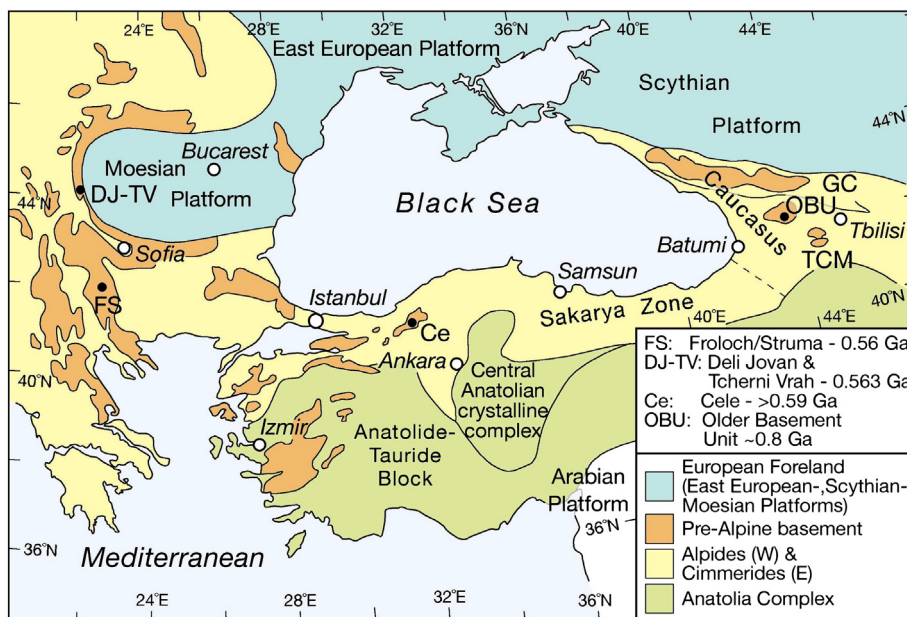 24°E
28°E
32°E
36°E
40°E
44°E
East European Platform
Scythian
Platform
44°N
Bucarest
Moesian
DJ-TV
Platform
44°N
Black Sea
Caucasus
GC
OBU
Tbilisi
Sofia
Batumi
TCM
FS
Istanbul
Samsun
Sakarya Zone
40°N
40°E
44°E
Ce
Ankara
40°N
Central
Anatolian
crystalline
complex
Izmir
Anatolide-
Tauride
Block
Arabian
Platform
36°N
36°N
Mediterranean
24°E
28°E
32°E
36°N
FS: Froloch/Struma - 0.56 Ga
DJ-TV: Deli Jovan &
Tcherni Vrah - 0.563 Ga
Ce: Cele - >0.59 Ga
OBU: Older Basement
Unit ~0.8 Ga
European Foreland
(East European-,Scythian-,
Moesian Platforms)
Pre-Alpine basement
Alpides (W) &
Cimmerides (E)
Anatolia Complex